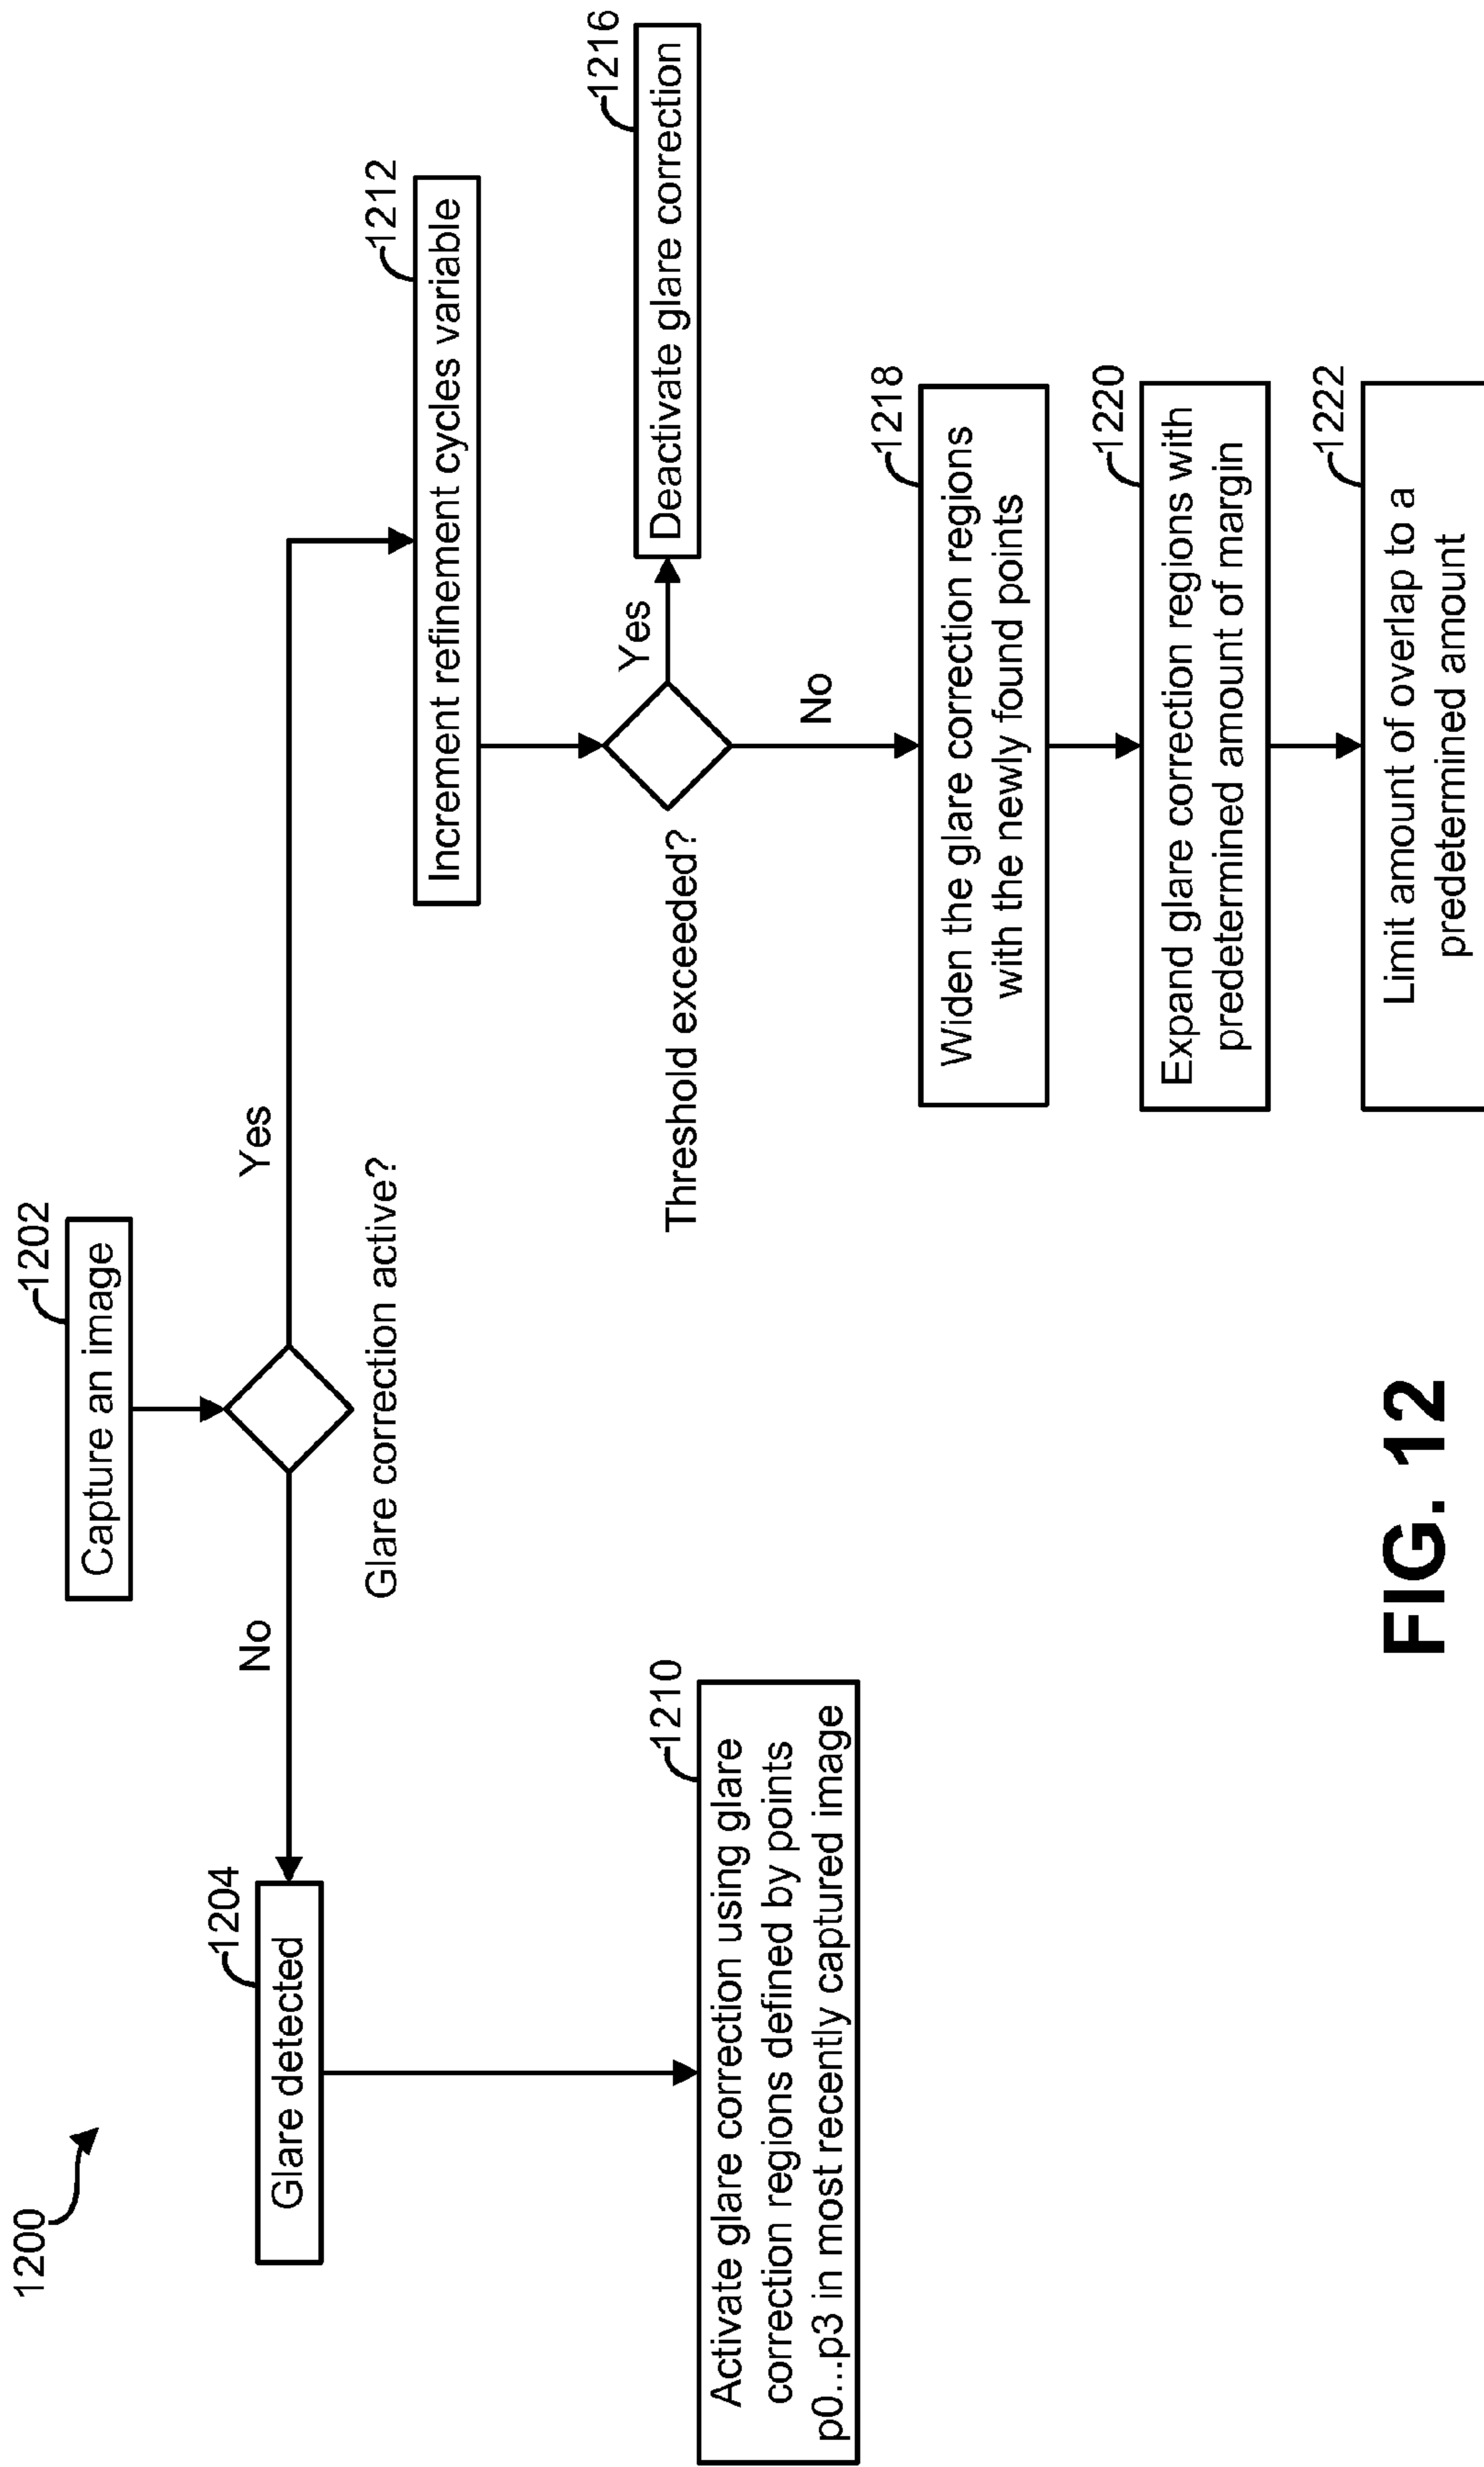 1200
1202
Capture an image
No
Yes
Glare correction active?
1204
Glare detected
1212
Increment refinement cycles variable
1210
Activate glare correction using glare
correction regions defined by points
p0...p3 in most recently captured image
Threshold exceeded?
Yes
1216
Deactivate glare correction
No
1218
Widen the glare correction regions
with the newly found points
1220
Expand glare correction regions with
predetermined amount of margin
1222
Limit amount of overlap to a
predetermined amount
FIG. 12